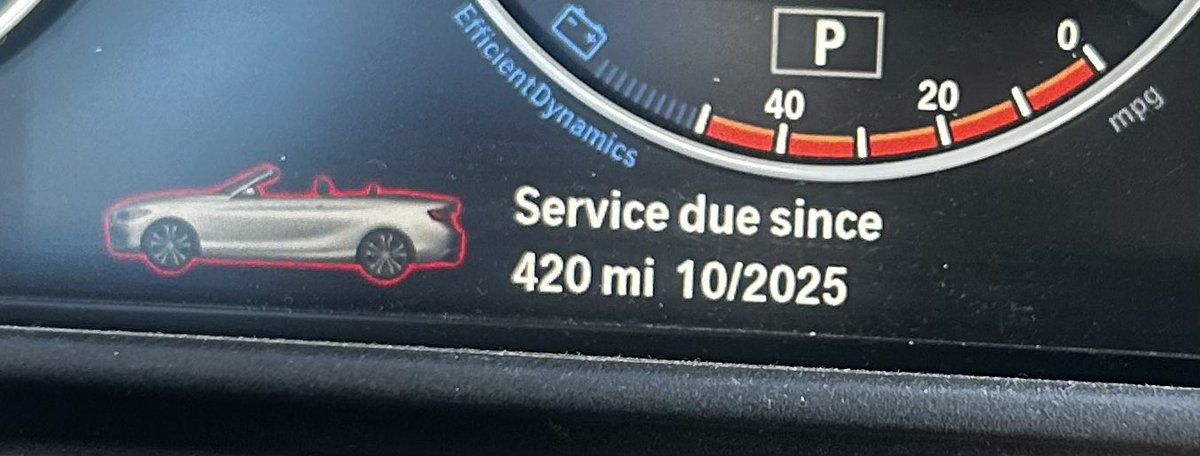 P
0
40
20
EfficientDynamics
mpg
Service due since
420 mi 10/2025